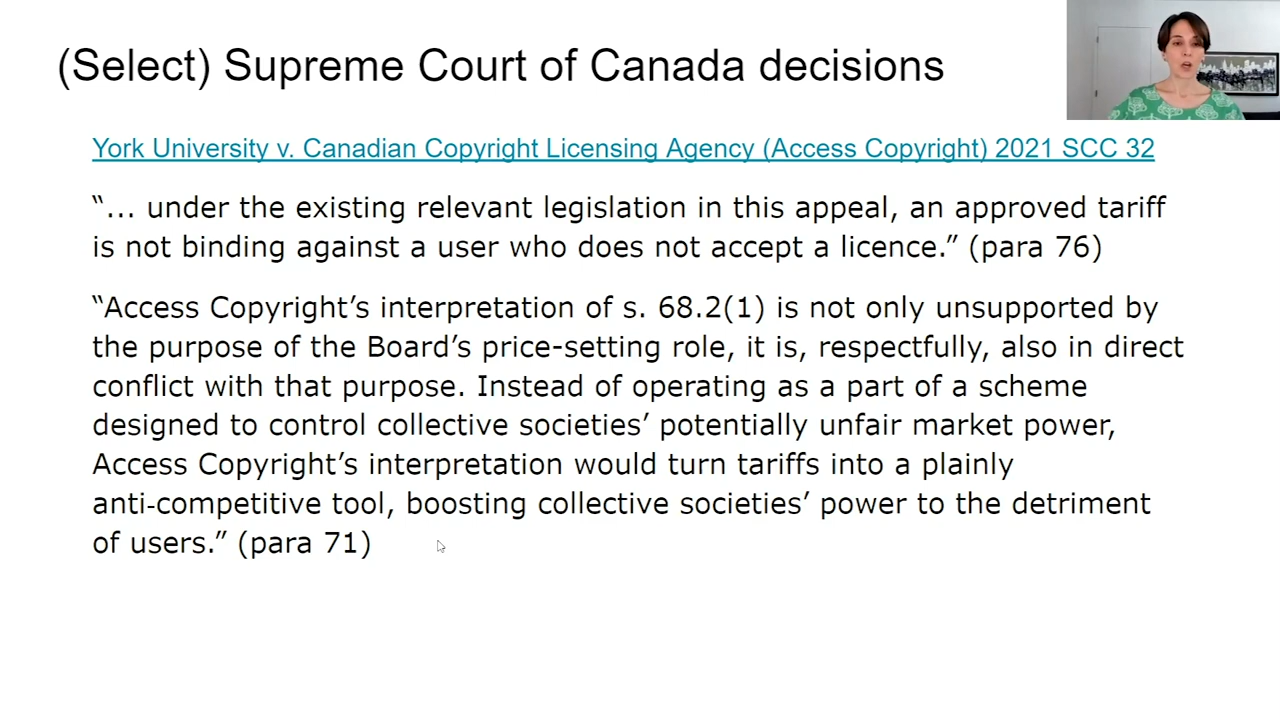 (Select) Supreme Court of Canada decisions
York University v. Canadian Copyright Licensing Agency (Access Copyright) 2021 SCC 32
“... under the existing relevant legislation in this appeal, an approved tariff
is not binding against a user who does not accept a licence.” (para 76)
“Access Copyright’s interpretation of s. 68.2(1) is not only unsupported by
the purpose of the Board’s price-setting role, it is, respectfully, also in direct
conflict with that purpose. Instead of operating as a part of a scheme
designed to control collective societies’ potentially unfair market power,
Access Copyright’s interpretation would turn tariffs into a plainly
anti-competitive tool, boosting collective societies’ power to the detriment
of users.” (para 71)